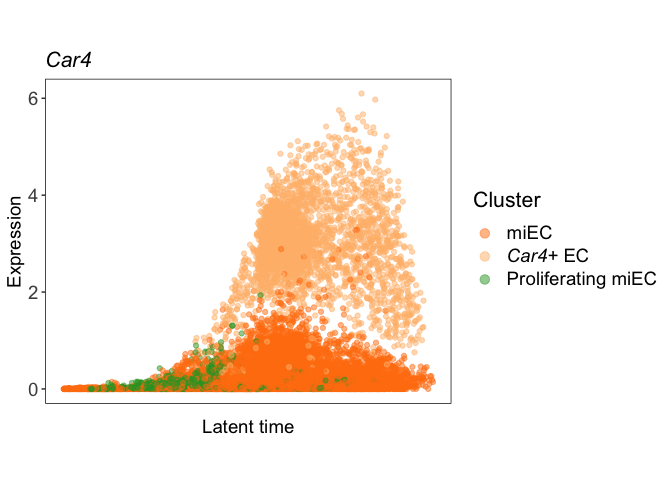 Car4
6
4
2
0
Expression
Latent time
Cluster
miEC
Car4+ EC
Proliferating miEC